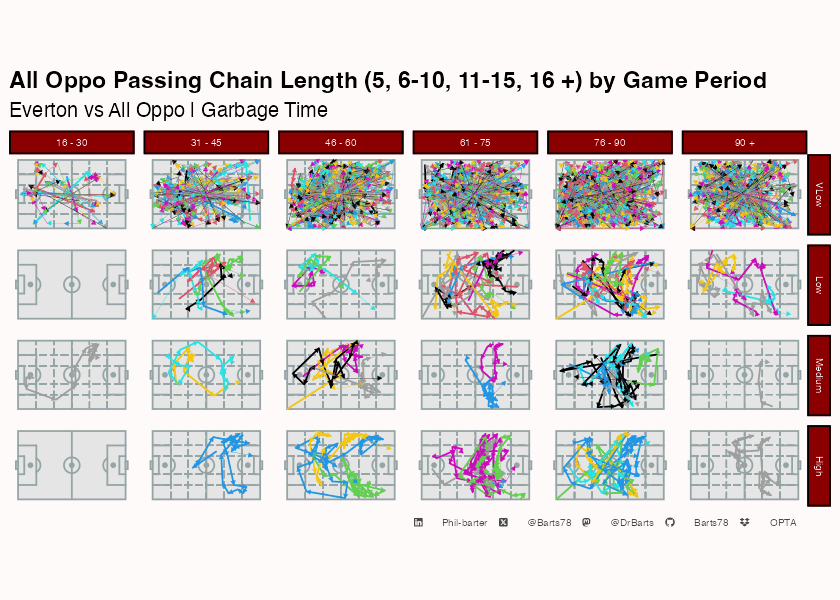 All Oppo Passing Chain Length (5, 6-10, 11-15, 16 +) by Game Period
Everton vs All Oppo I Garbage Time
16 - 30 31 - 45 46 - 60 61 - 75 76 - 90 90 +
VLow
Low
Medium
High
Phil-barter @Barts78 @DrBarts Barts78 OPTA